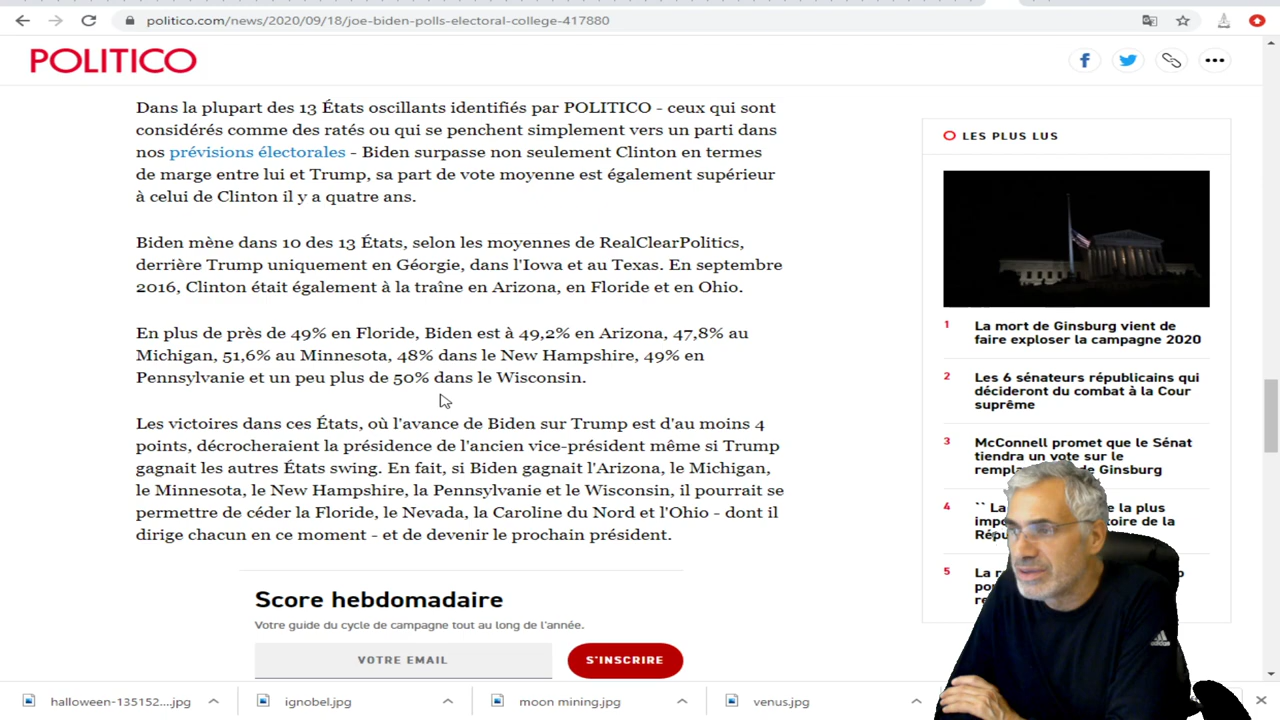 politico.com/news/2020/09/18/joe-biden-polls-electoral-college-417880
POLITICO
Dans la plupart des 13 États oscillants identifiés par POLITICO - ceux qui sont
considérés comme des ratés ou qui se penchent simplement vers un parti dans
nos prévisions électorales - Biden surpasse non seulement Clinton en termes
de marge entre lui et Trump, sa part de vote moyenne est également supérieur
à celui de Clinton il y a quatre ans.
Biden mène dans 10 des 13 États, selon les moyennes de RealClearPolitics,
derrière Trump uniquement en Géorgie, dans l'Iowa et au Texas. En septembre
2016, Clinton était également à la traîne en Arizona, en Floride et en Ohio.
En plus de près de 49% en Floride, Biden est à 49,2% en Arizona, 47,8% au
Michigan, 51,6% au Minnesota, 48% dans le New Hampshire, 49% en
Pennsylvanie et un peu plus de 50% dans le Wisconsin.
Les victoires dans ces États, où l'avance de Biden sur Trump est d'au moins 4
points, décrocheraient la présidence de l'ancien vice-président même si Trump
gagnait les autres États swing. En fait, si Biden gagnait l'Arizona, le Michigan,
le Minnesota, le New Hampshire, la Pennsylvanie et le Wisconsin, il pourrait se
permettre de céder la Floride, le Nevada, la Caroline du Nord et l'Ohio - dont il
dirige chacun en ce moment - et de devenir le prochain président.
Score hebdomadaire
Votre guide du cycle de campagne tout au long de l'année.
VOTRE EMAIL
S'INSCRIRE
LES PLUS LUS
1 La mort de Ginsburg vient de
faire exploser la campagne 2020
2 Les 6 sénateurs républicains qui
décideront du combat à la Cour
suprême
3 McConnell promet que le Sénat
tiendra un vote sur le
de Ginsburg
4 `` La
la plus
de la
5 La
halloween-135152....jpg
ignobel.jpg
moon mining.jpg
venus.jpg
adidas